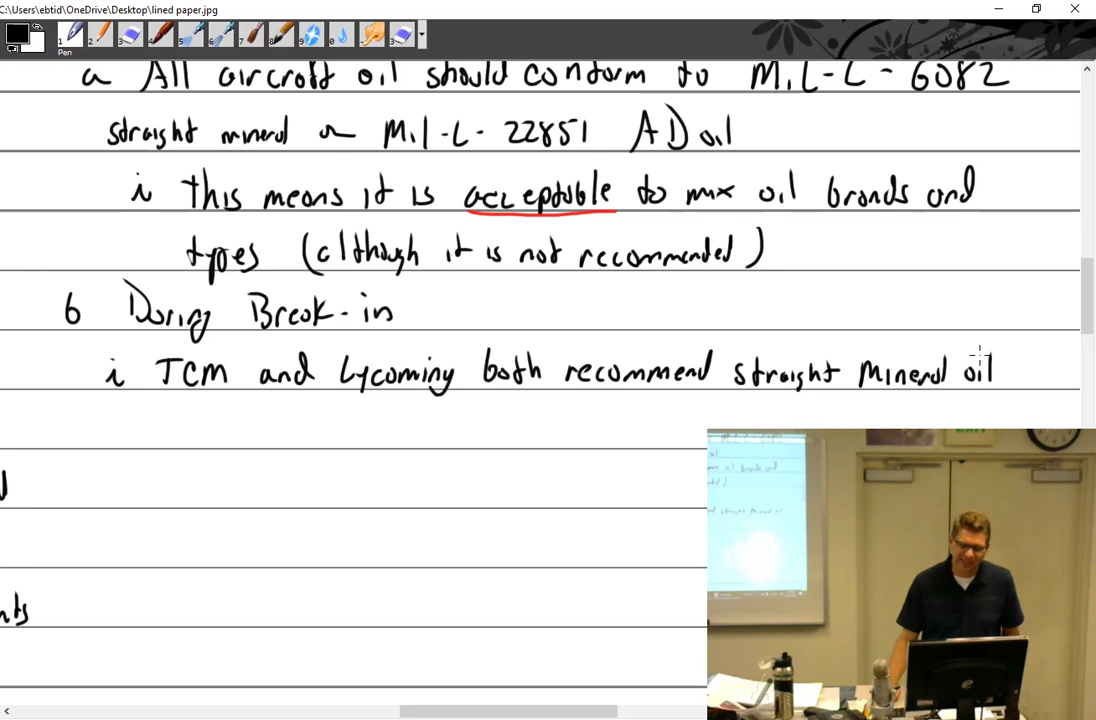 C:\Users\ebtid\OneDrive\Desktop\lined paper.jpg
Pen
a All aircraft oil should conform to MIL-L-6082
straight mineral or Mil-L-22851 AD oil
i this means it is acceptable to mix oil brands and
types (although it is not recommended)
b During Break-in
i TCM and Lycoming both recommend straight Mineral oil
nts